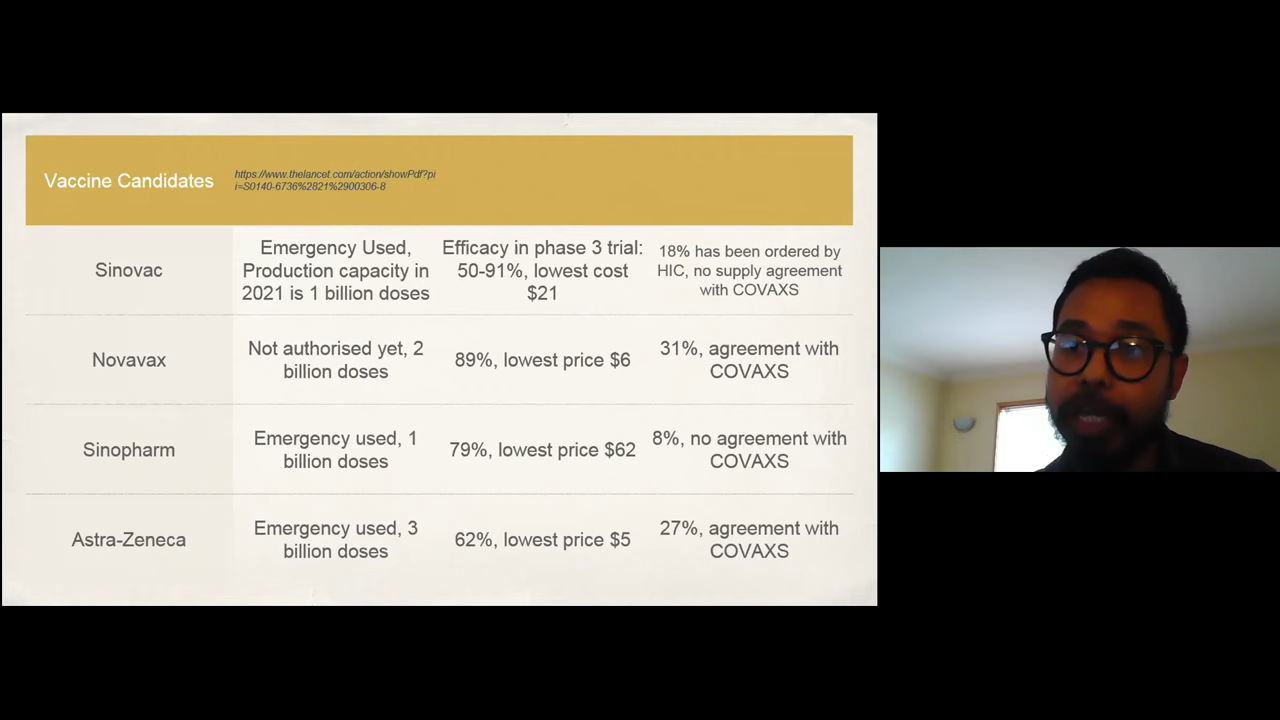 Vaccine Candidates
https://www.thelancet.com/action/showPdf?pi
i=S0140-6736%2821%2900306-8
Sinovac
Emergency Used,
Production capacity in
2021 is 1 billion doses
Efficacy in phase 3 trial:
50-91%, lowest cost
$21
18% has been ordered by
HIC, no supply agreement
with COVAXS
Novavax
Not authorised yet, 2
billion doses
89%, lowest price $6
31%, agreement with
COVAXS
Sinopharm
Emergency used, 1
billion doses
79%, lowest price $62
8%, no agreement with
COVAXS
Astra-Zeneca
Emergency used, 3
billion doses
62%, lowest price $5
27%, agreement with
COVAXS